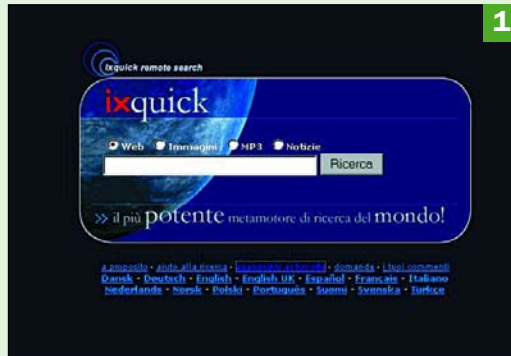 1
ixquick remote search
ixquick
Web Immagini MP3 Notizie
Ricerca
» il più potente metamotore di ricerca del mondo!
a proposito - aiuto alla ricerca - - domande - i tuoi commenti
Dansk - Deutsch - English - English UK - Español - Français - Italiano
Nederlands - Norsk - Polski - Português - Suomi - Svenska - Turkçe